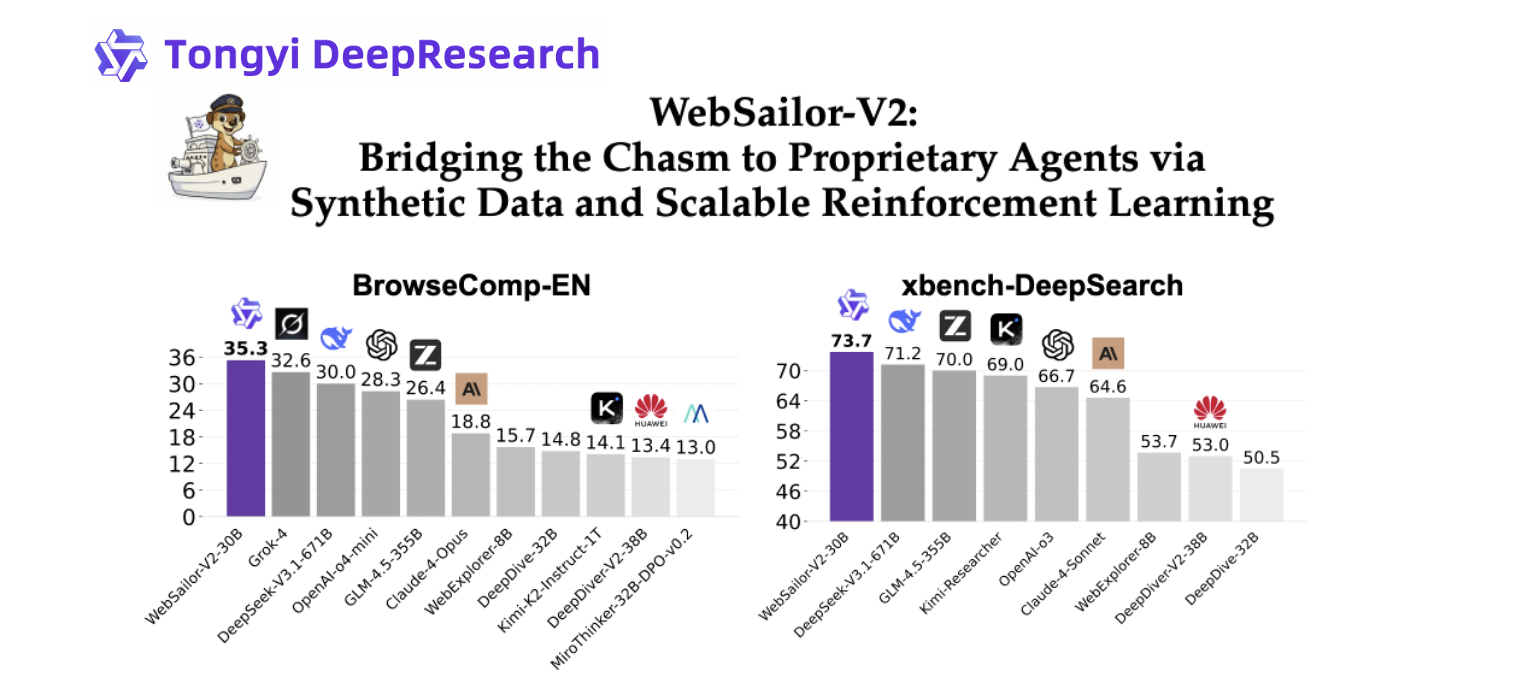 Tongyi DeepResearch
WebSailor-V2:
Bridging the Chasm to Proprietary Agents via
Synthetic Data and Scalable Reinforcement Learning
BrowseComp-EN
35.3
32.6
30.0
28.3
26.4
18.8
15.7
14.8
14.1
13.4
13.0
HUAWEI
36
30
24
18
12
6
0
WebSailor-V2-30B
Grok-4
DeepSeek-V3.1-671B
OpenAI-o4-mini
GLM-4.5-355B
Claude-4-Opus
WebExplorer-8B
DeepDive-32B
Kimi-K2-Instruct-1T
DeepDiver-V2-38B
MiroThinker-32B-DPO-v0.2
xbench-DeepSearch
73.7
71.2
70.0
69.0
66.7
64.6
53.7
53.0
50.5
Z
K
A\
HUAWEI
70
64
58
52
46
40
WebSailor-V2-30B
DeepSeek-V3.1-671B
GLM-4.5-355B
Kimi-Researcher
OpenAI-o3
Claude-4-Sonnet
WebExplorer-8B
DeepDiver-V2-38B
DeepDive-32B